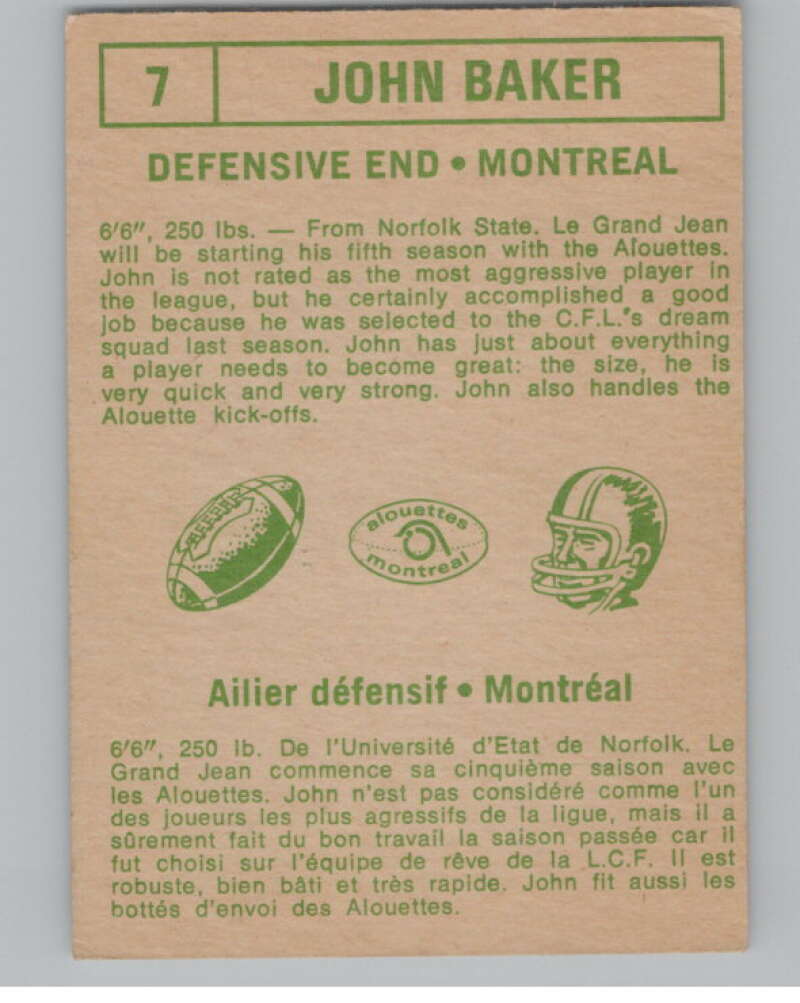 7 JOHN BAKER
DEFENSIVE END • MONTREAL
6'6", 250 lbs. — From Norfolk State. Le Grand Jean
will be starting his fifth season with the Alouettes.
John is not rated as the most aggressive player in
the league, but he certainly accomplished a good
job because he was selected to the C.F.L.'s dream
squad last season. John has just about everything
a player needs to become great: the size, he is
very quick and very strong. John also handles the
Alouette kick-offs.
alouettes
montreal
Ailier défensif • Montréal
6'6", 250 lb. De l'Université d'Etat de Norfolk. Le
Grand Jean commence sa cinquième saison avec
les Alouettes. John n'est pas considéré comme l'un
des joueurs les plus agressifs de la ligue, mais il a
sûrement fait du bon travail la saison passée car il
fut choisi sur l'équipe de rêve de la L.C.F. Il est
robuste, bien bâti et très rapide. John fit aussi les
bottés d'envoi des Alouettes.